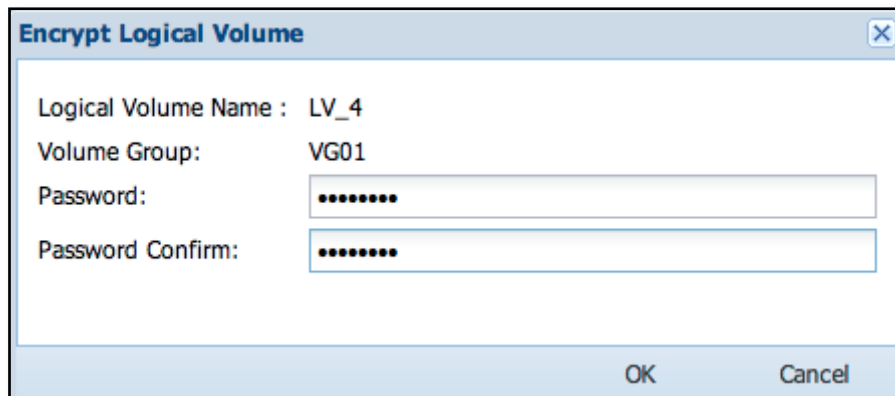 Encrypt Logical Volume
Logical Volume Name : LV_4
Volume Group: VG01
Password: ••••••••
Password Confirm: ••••••••
OK Cancel